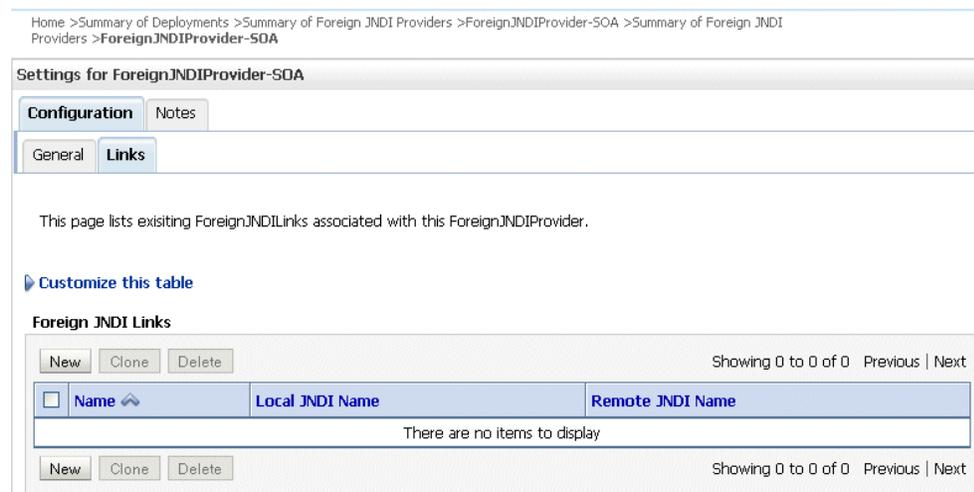 Home >Summary of Deployments >Summary of Foreign JNDI Providers >ForeignJNDIProvider-SOA >Summary of Foreign JNDI
Providers >ForeignJNDIProvider-SOA
Settings for ForeignJNDIProvider-SOA
Configuration Notes
General Links
This page lists exisiting ForeignJNDILinks associated with this ForeignJNDIProvider.
Customize this table
Foreign JNDI Links
New Clone Delete Showing 0 to 0 of 0 Previous | Next
Name Local JNDI Name Remote JNDI Name
There are no items to display
New Clone Delete Showing 0 to 0 of 0 Previous | Next